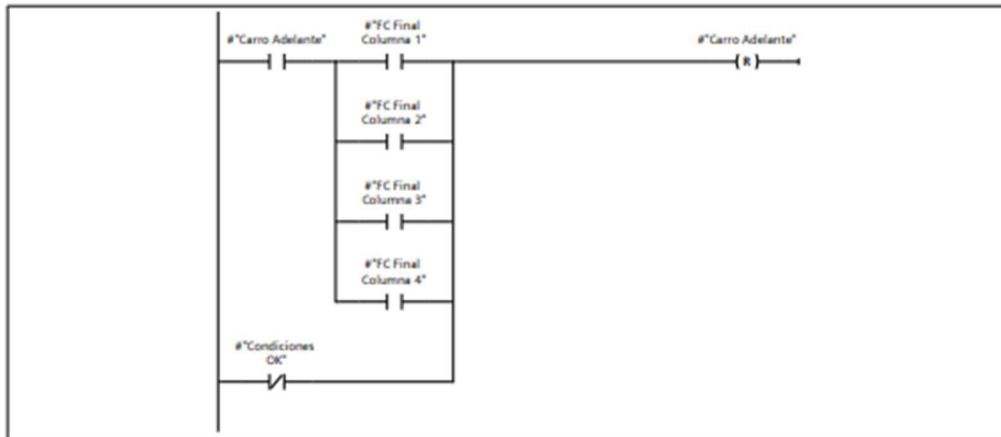 #"Carro Adelante"
#"FC Final
Columna 1"
#"Carro Adelante"
R
#"FC Final
Columna 2"
#"FC Final
Columna 3"
#"FC Final
Columna 4"
#"Condiciones
OK"